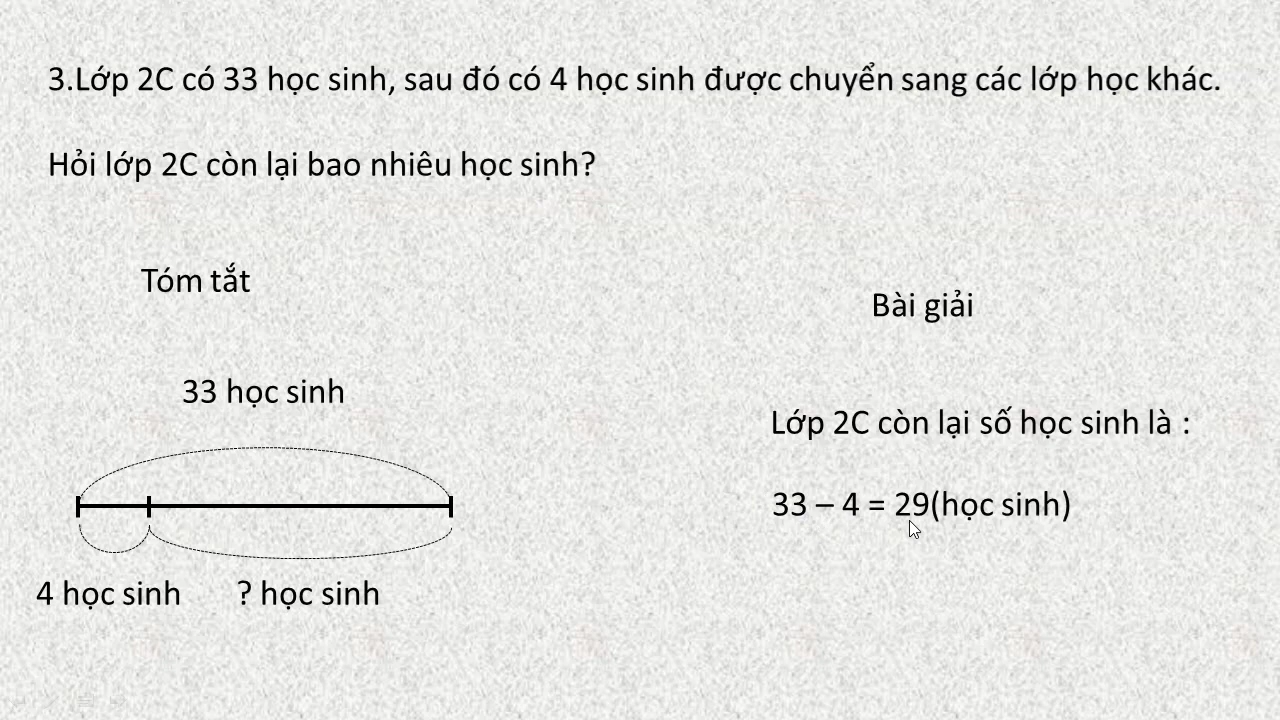 3.Lớp 2C có 33 học sinh, sau đó có 4 học sinh được chuyển sang các lớp học khác.
Hỏi lớp 2C còn lại bao nhiêu học sinh?
Tóm tắt
33 học sinh
4 học sinh
? học sinh
Bài giải
Lớp 2C còn lại số học sinh là :
33 – 4 = 29(học sinh)